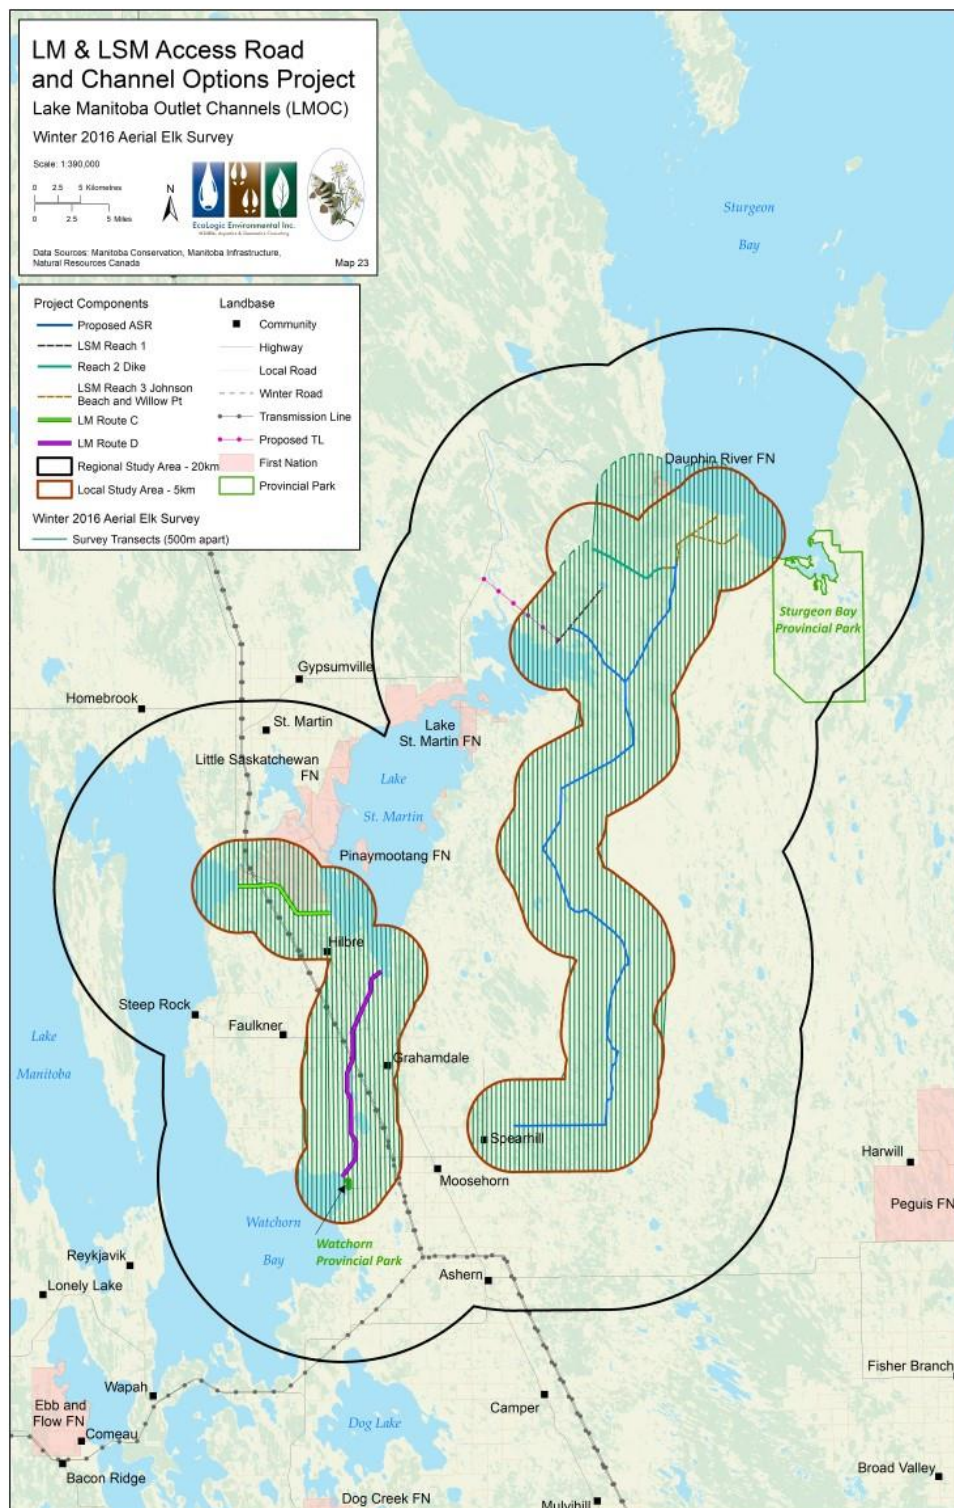 LM & LSM Access Road
and Channel Options Project
Lake Manitoba Outlet Channels (LMOC)
Winter 2016 Aerial Elk Survey
Scale: 1:390,000
0 2.5 5 Kilometres
0 2.5 5 Miles
N
EcoLogic Environmental Inc.
Data Sources: Manitoba Conservation, Manitoba Infrastructure,
Natural Resources Canada
Map 23
Project Components
Proposed ASR
LSM Reach 1
Reach 2 Dike
LSM Reach 3 Johnson
Beach and Willow Pt
LM Route C
LM Route D
Regional Study Area - 20km
Local Study Area - 5km
Winter 2016 Aerial Elk Survey
Survey Transects (500m apart)
Landbase
Community
Highway
Local Road
Winter Road
Transmission Line
Proposed TL
First Nation
Provincial Park
Sturgeon
Bay
Dauphin River FN
Sturgeon Bay
Provincial Park
Gypsumville
Homebrook
St. Martin
Lake
St. Martin FN
Little Saskatchewan
FN
Lake
St. Martin
Pinaymootang FN
Hilbre
Steep Rock
Faulkner
Lake
Manitoba
Grahamdale
Spearhill
Harwill
Moosehorn
Peguis FN
Watchorn
Bay
Watchorn
Provincial Park
Reykjavik
Ashern
Lonely Lake
Fisher Branch
Wapah
Ebb and
Flow FN
Camper
Dog Lake
Comeau
Broad Valley
Bacon Ridge
Dog Creek FN
Mulvihill